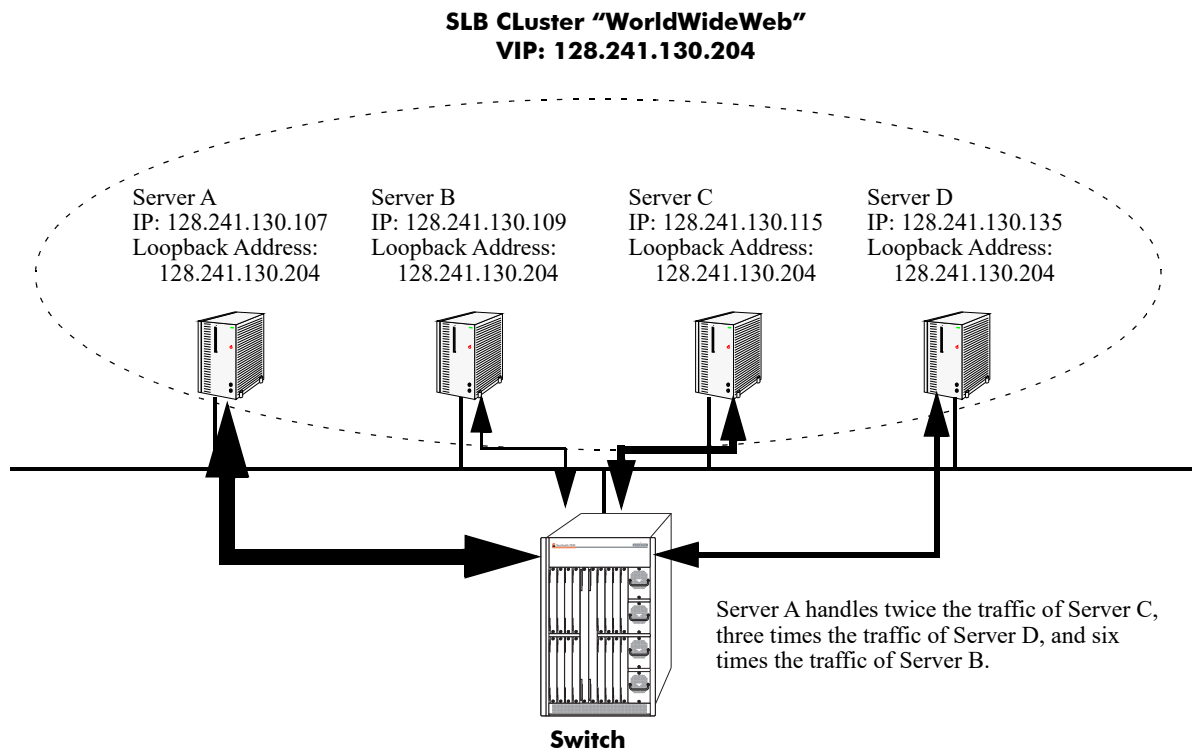 SLB CLuster “WorldWideWeb”
VIP: 128.241.130.204
Server A
IP: 128.241.130.107
Loopback Address:
128.241.130.204
Server B
IP: 128.241.130.109
Loopback Address:
128.241.130.204
Server C
IP: 128.241.130.115
Loopback Address:
128.241.130.204
Server D
IP: 128.241.130.135
Loopback Address:
128.241.130.204
Server A handles twice the traffic of Server C,
three times the traffic of Server D, and six
times the traffic of Server B.
Switch